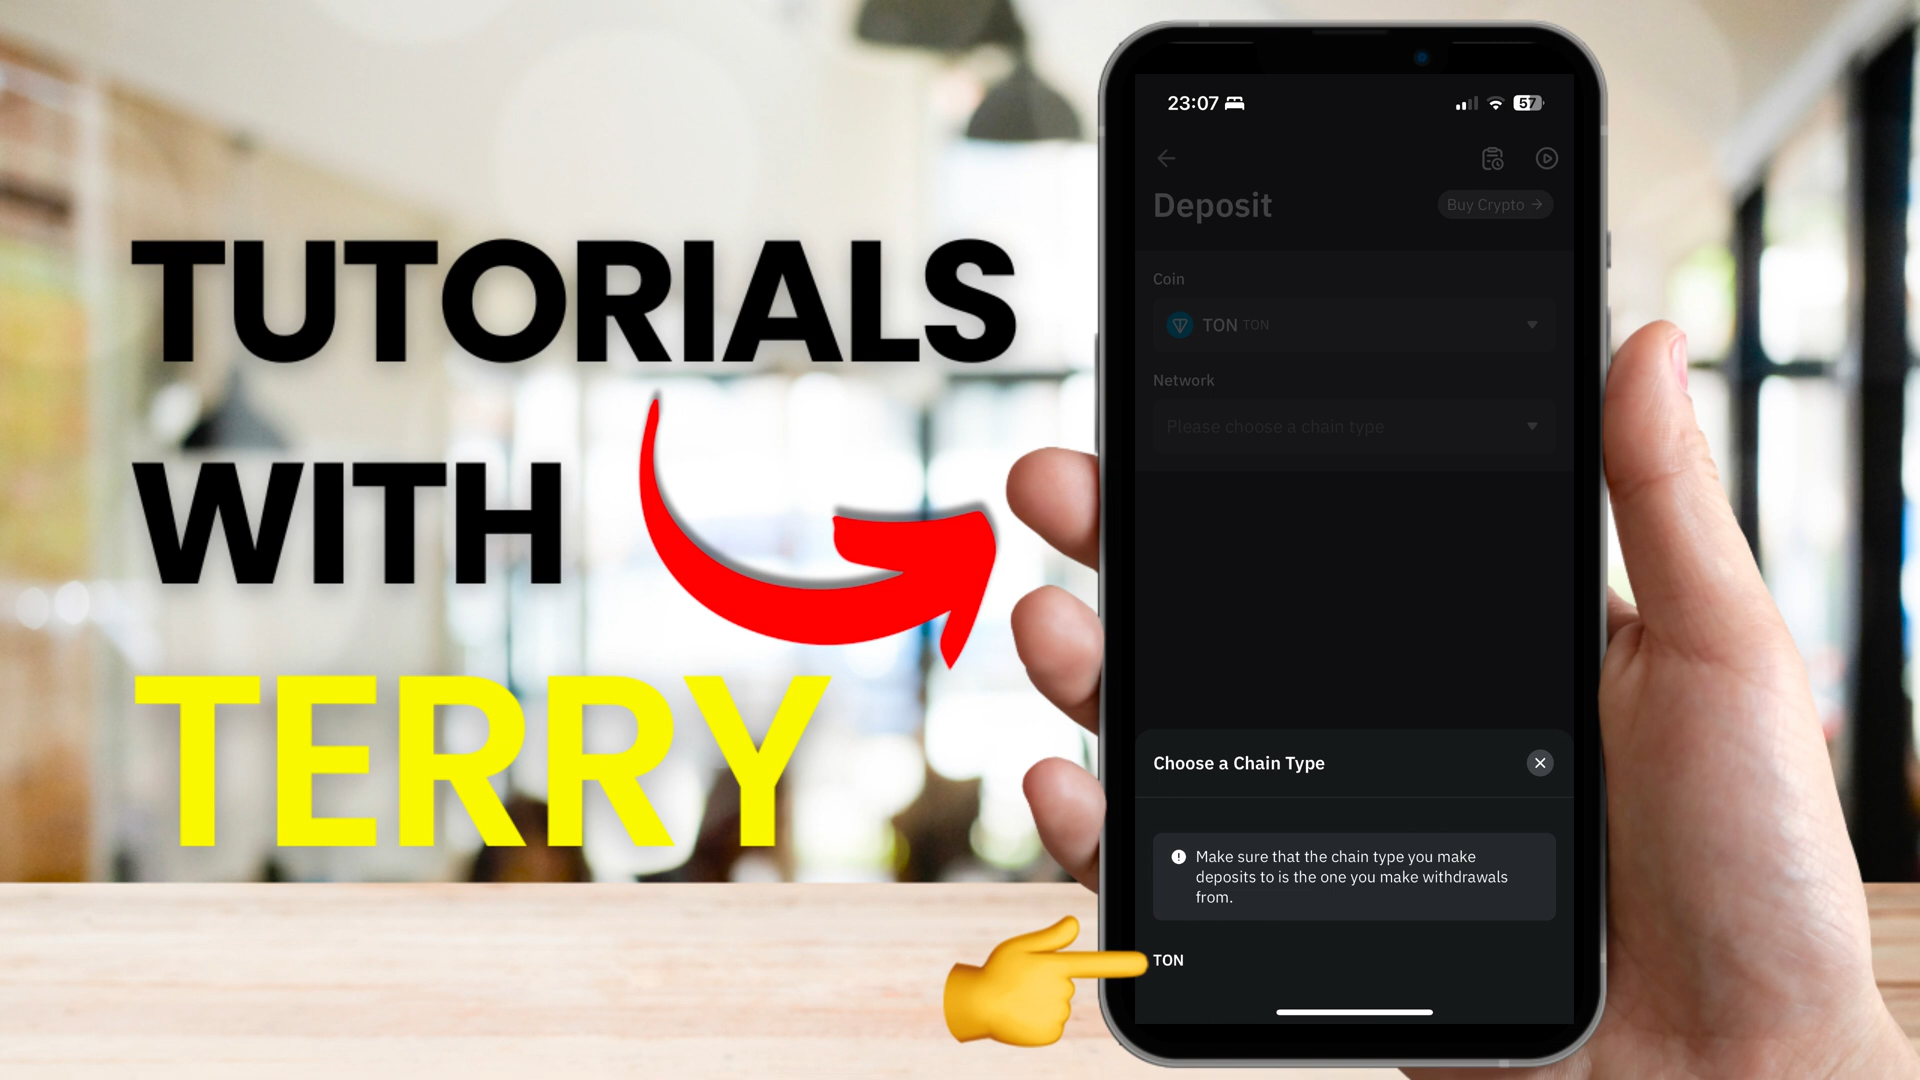 TUTORIALS
WITH
TERRY
23:07
57
Deposit
Buy Crypto →
Coin
TON TON
Network
Please choose a chain type
Choose a Chain Type
Make sure that the chain type you make
deposits to is the one you make withdrawals
from.
TON